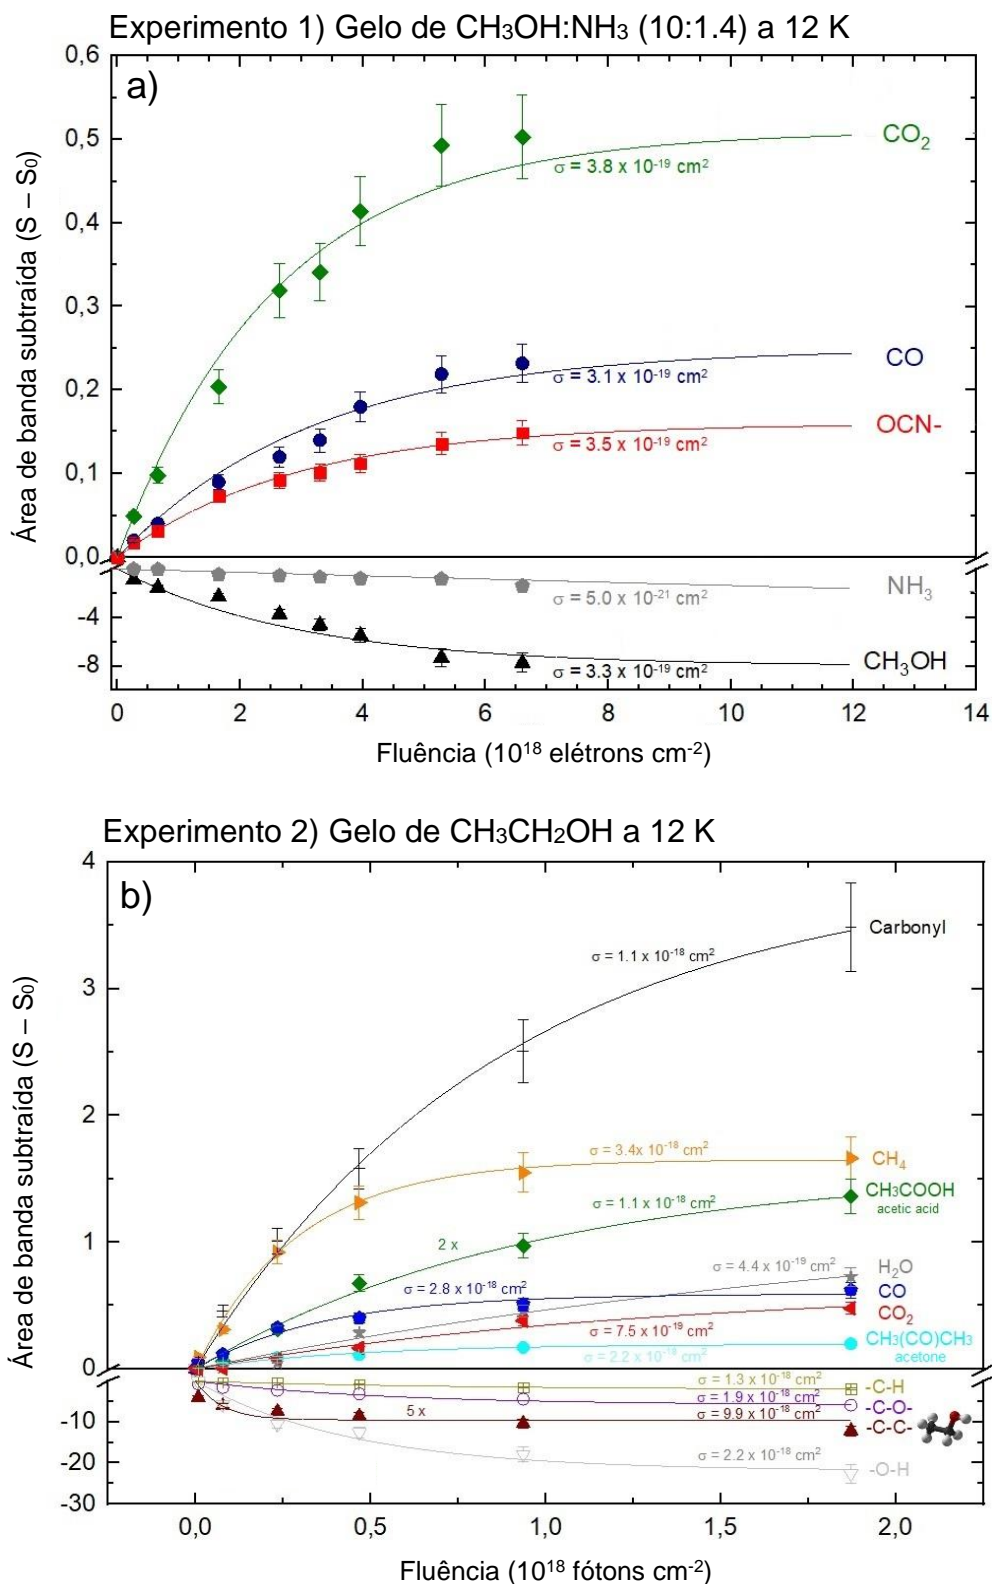 Experimento 1) Gelo de CH₃OH:NH₃ (10:1.4) a 12 K
a)
0,6
0,5
0,4
0,3
0,2
0,1
0,0
-4
-8
Área de banda subtraída (S – S₀)
CO₂
σ = 3.8 x 10⁻¹⁹ cm²
CO
σ = 3.1 x 10⁻¹⁹ cm²
OCN-
σ = 3.5 x 10⁻¹⁹ cm²
NH₃
σ = 5.0 x 10⁻²¹ cm²
CH₃OH
σ = 3.3 x 10⁻¹⁹ cm²
0 2 4 6 8 10 12 14
Fluência (10¹⁸ elétrons cm⁻²)
Experimento 2) Gelo de CH₃CH₂OH a 12 K
b)
4
3
2
1
0
-10
-20
-30
Área de banda subtraída (S – S₀)
Carbonyl
σ = 1.1 x 10⁻¹⁸ cm²
σ = 3.4x 10⁻¹⁸ cm²
CH₄
CH₃COOH
acetic acid
σ = 1.1 x 10⁻¹⁸ cm²
2 x
σ = 4.4 x 10⁻¹⁹ cm²
H₂O
σ = 2.8 x 10⁻¹⁸ cm²
CO
CO₂
σ = 7.5 x 10⁻¹⁹ cm²
CH₃(CO)CH₃
acetone
σ = 2.2 x 10⁻¹⁸ cm²
σ = 1.3 x 10⁻¹⁸ cm²
-C-H
σ = 1.9 x 10⁻¹⁸ cm²
-C-O-
5 x
σ = 9.9 x 10⁻¹⁸ cm²
-C-C-
σ = 2.2 x 10⁻¹⁸ cm²
-O-H
0,0 0,5 1,0 1,5 2,0
Fluência (10¹⁸ fótons cm⁻²)